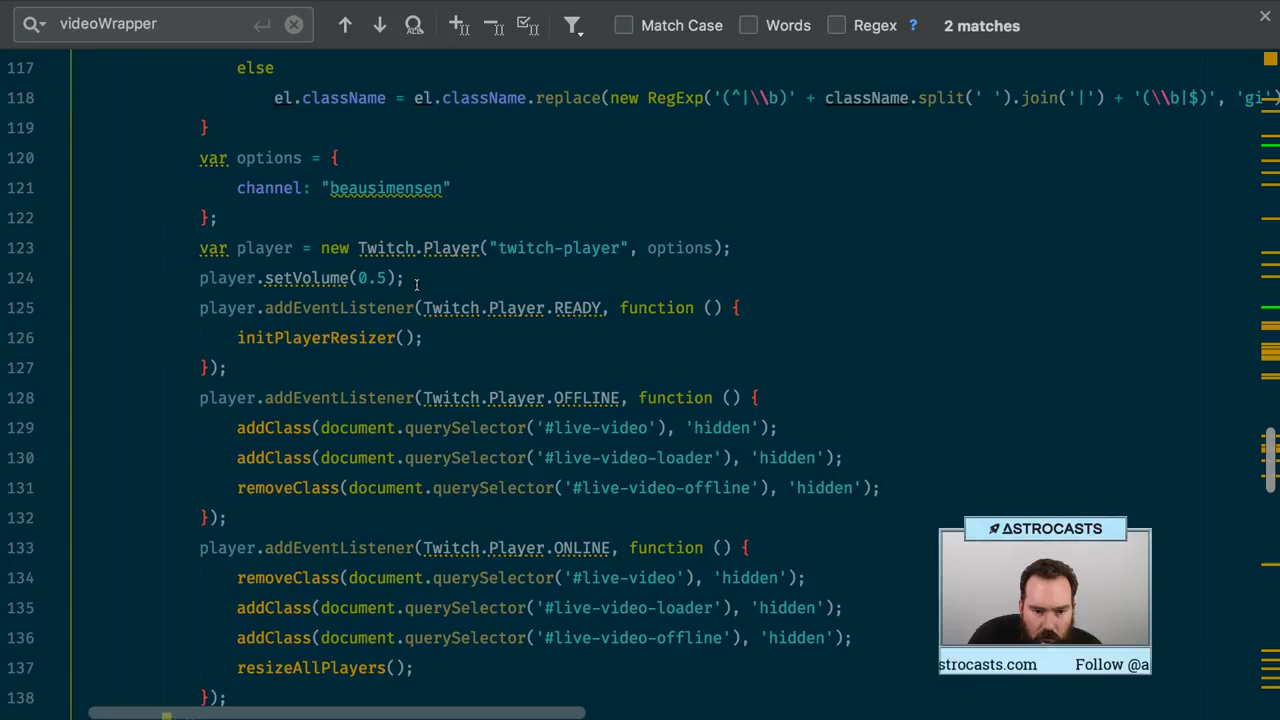 videoWrapper
Match Case
Words
Regex
?
2 matches
117 else
118 el.className = el.className.replace(new RegExp('(^|\\b)' + className.split(' ').join('|') + '(\\b|$)', 'gi')
119 }
120 var options = {
121 channel: "beausimensen"
122 };
123 var player = new Twitch.Player("twitch-player", options);
124 player.setVolume(0.5);
125 player.addEventListener(Twitch.Player.READY, function () {
126 initPlayerResizer();
127 });
128 player.addEventListener(Twitch.Player.OFFLINE, function () {
129 addClass(document.querySelector('#live-video'), 'hidden');
130 addClass(document.querySelector('#live-video-loader'), 'hidden');
131 removeClass(document.querySelector('#live-video-offline'), 'hidden');
132 });
133 player.addEventListener(Twitch.Player.ONLINE, function () {
134 removeClass(document.querySelector('#live-video'), 'hidden');
135 addClass(document.querySelector('#live-video-loader'), 'hidden');
136 addClass(document.querySelector('#live-video-offline'), 'hidden');
137 resizeAllPlayers();
138 });
ΔSTROCASTS
strocasts.com Follow @a